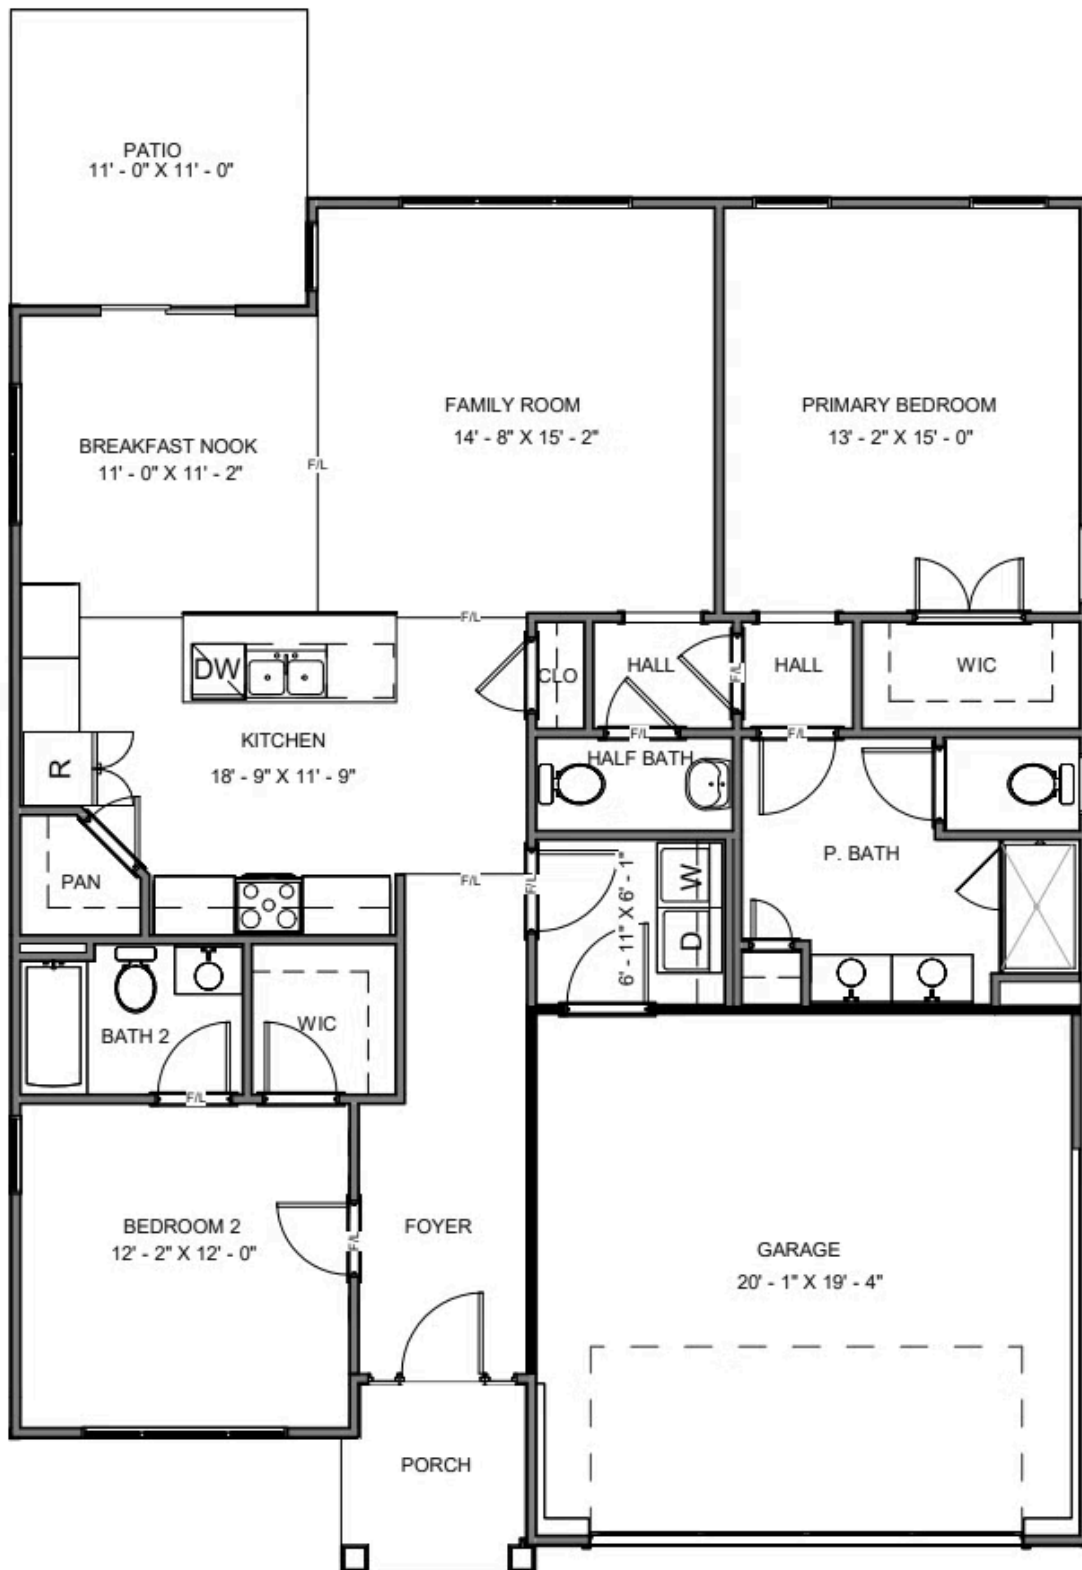 PATIO
11' - 0" X 11' - 0"
FAMILY ROOM
14' - 8" X 15' - 2"
PRIMARY BEDROOM
13' - 2" X 15' - 0"
BREAKFAST NOOK
11' - 0" X 11' - 2"
F/L
F/L
DW
CLO
HALL
F/L
HALL
WIC
KITCHEN
18' - 9" X 11' - 9"
R
F/L
F/L
HALF BATH
PAN
F/L
F/L
6' - 11" X 6' - 1"
W
D
P. BATH
BATH 2
WIC
F/L
BEDROOM 2
12' - 2" X 12' - 0"
F/L
FOYER
GARAGE
20' - 1" X 19' - 4"
PORCH